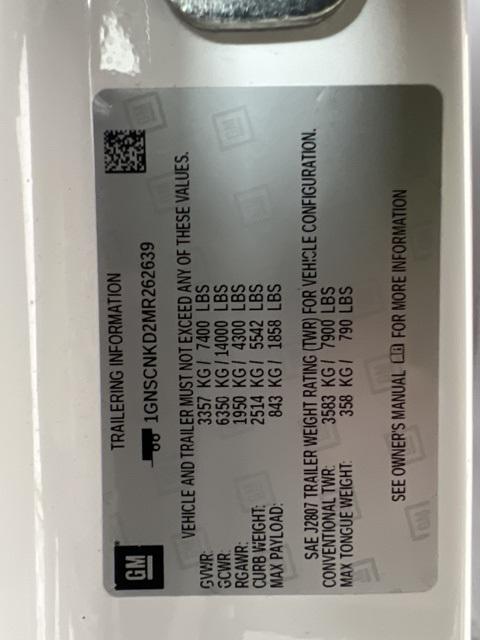 GM
TRAILERING INFORMATION
1GNSCNKD2MR262639
VEHICLE AND TRAILER MUST NOT EXCEED ANY OF THESE VALUES.
GVWR: 3357 KG / 7400 LBS
GCWR: 6350 KG / 14000 LBS
RGAWR: 1950 KG / 4300 LBS
CURB WEIGHT: 2514 KG / 5542 LBS
MAX PAYLOAD: 843 KG / 1858 LBS
SAE J2807 TRAILER WEIGHT RATING (TWR) FOR VEHICLE CONFIGURATION.
CONVENTIONAL TWR: 3583 KG / 7900 LBS
MAX TONGUE WEIGHT: 358 KG / 790 LBS
SEE OWNER'S MANUAL FOR MORE INFORMATION